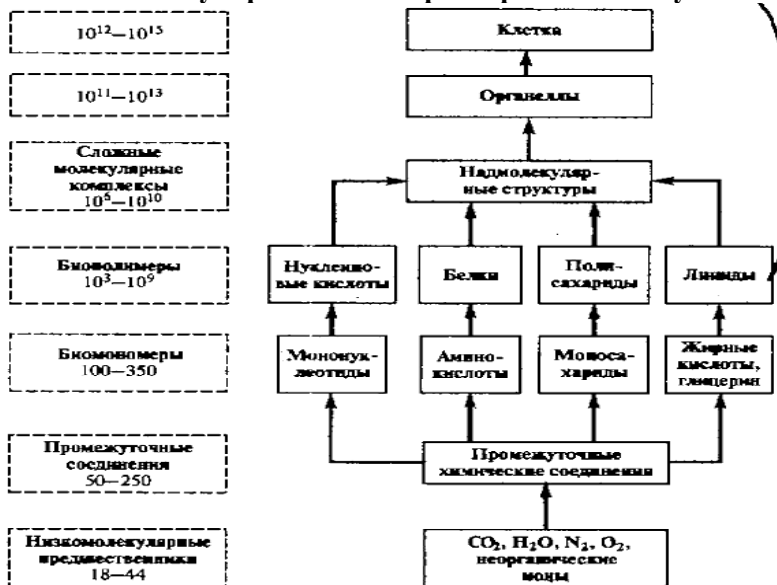 10¹²—10¹⁵
Клетка
10¹¹—10¹³
Органеллы
Сложные
молекулярные
комплексы
10⁶—10¹⁰
Надмолекуляр-
ные структуры
Биополимеры
10³—10⁹
Нуклеино-
вые кислоты
Белки
Поли-
сахариды
Липиды
Биомономеры
100—350
Мононук-
леотиды
Амино-
кислоты
Моноса-
хариды
Жирные
кислоты,
глицерин
Промежуточные
соединения
50—250
Промежуточные
химические соединения
Низкомолекулярные
предшественники
18—44
CO₂, H₂O, N₂, O₂,
неорганические
ионы